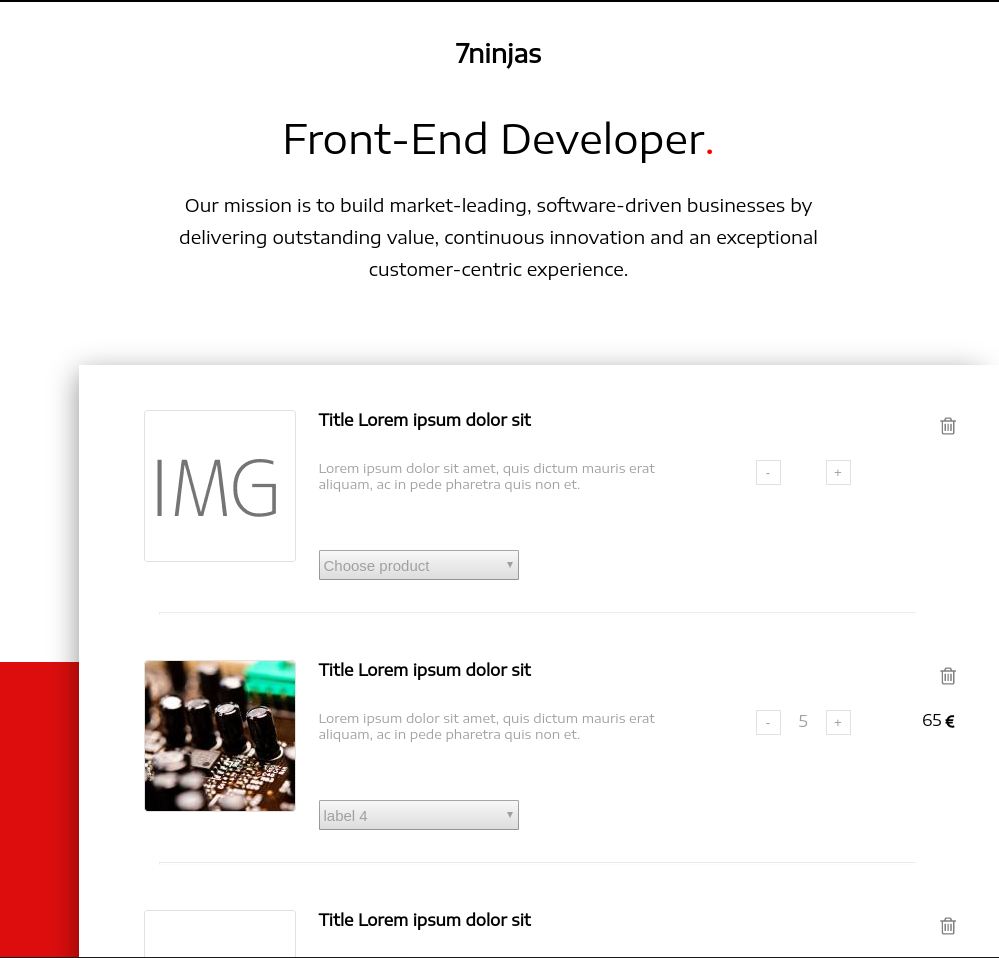 7ninjas
Front-End Developer.
Our mission is to build market-leading, software-driven businesses by
delivering outstanding value, continuous innovation and an exceptional
customer-centric experience.
IMG
Title Lorem ipsum dolor sit
Lorem ipsum dolor sit amet, quis dictum mauris erat
aliquam, ac in pede pharetra quis non et.
- +
Choose product
Title Lorem ipsum dolor sit
Lorem ipsum dolor sit amet, quis dictum mauris erat
aliquam, ac in pede pharetra quis non et.
- 5 +
65 €
label 4
Title Lorem ipsum dolor sit